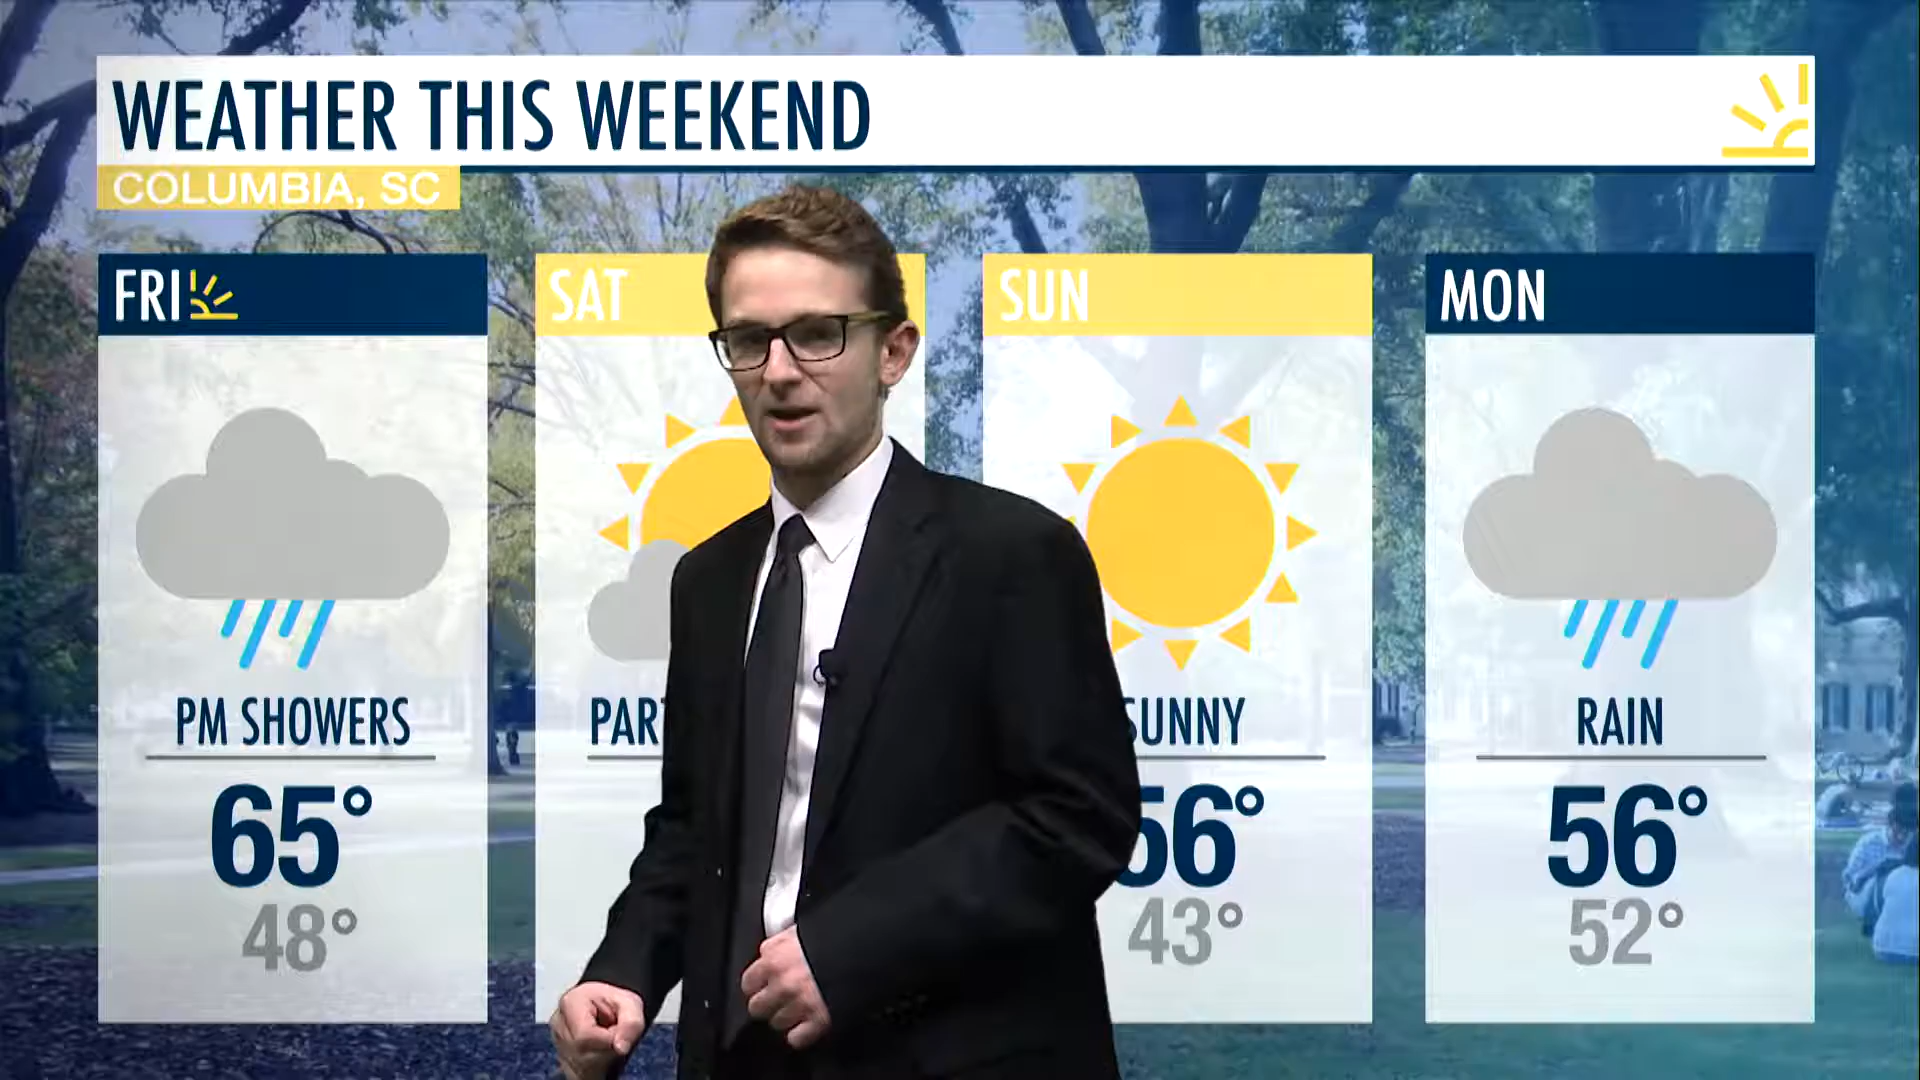 WEATHER THIS WEEKEND
COLUMBIA, SC
FRI
SAT
SUN
MON
PM SHOWERS
SUNNY
RAIN
65°
56°
56°
48°
43°
52°